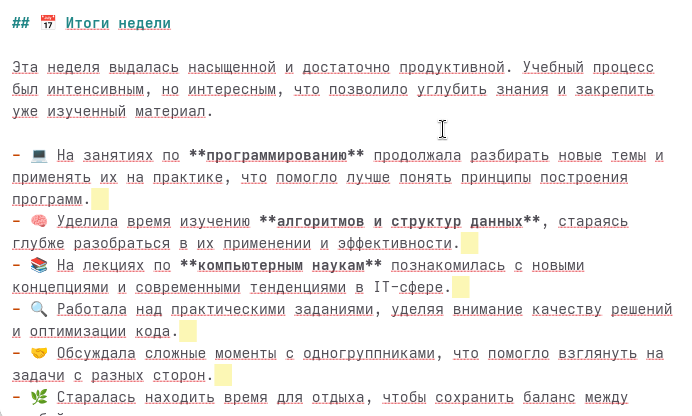 ## 📅 Итоги недели
Эта неделя выдалась насыщенной и достаточно продуктивной. Учебный процесс
был интенсивным, но интересным, что позволило углубить знания и закрепить
уже изученный материал.
- 💻 На занятиях по **программированию** продолжала разбирать новые темы и
применять их на практике, что помогло лучше понять принципы построения
программ.
- 🧠 Уделила время изучению **алгоритмов и структур данных**, стараясь
глубже разобраться в их применении и эффективности.
- 📚 На лекциях по **компьютерным наукам** познакомилась с новыми
концепциями и современными тенденциями в IT-сфере.
- 🔍 Работала над практическими заданиями, уделяя внимание качеству решений
и оптимизации кода.
- 🤝 Обсуждала сложные моменты с одногруппниками, что помогло взглянуть на
задачи с разных сторон.
- 🌿 Старалась находить время для отдыха, чтобы сохранить баланс между